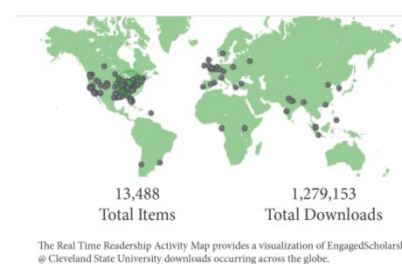 13,488 1,279,153
Total Items Total Downloads
The Real Time Readership Activity Map provides a visualization of EngagedScholarsl
@ Cleveland State University downloads occurring across the globe.